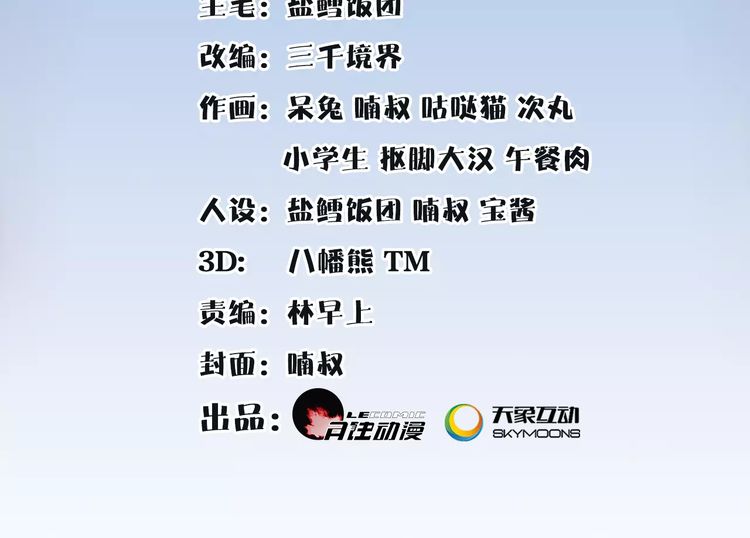 主笔：盐鳕饭团
改编：三千境界
作画：呆兔 喃叔 咕哒猫 次丸
小学生 抠脚大汉 午餐肉
人设：盐鳕饭团 喃叔 宝酱
3D: 八幡熊 TM
责编：林早上
封面：喃叔
出品：
LECOMIC
动漫
天象互动
SKYMOONS